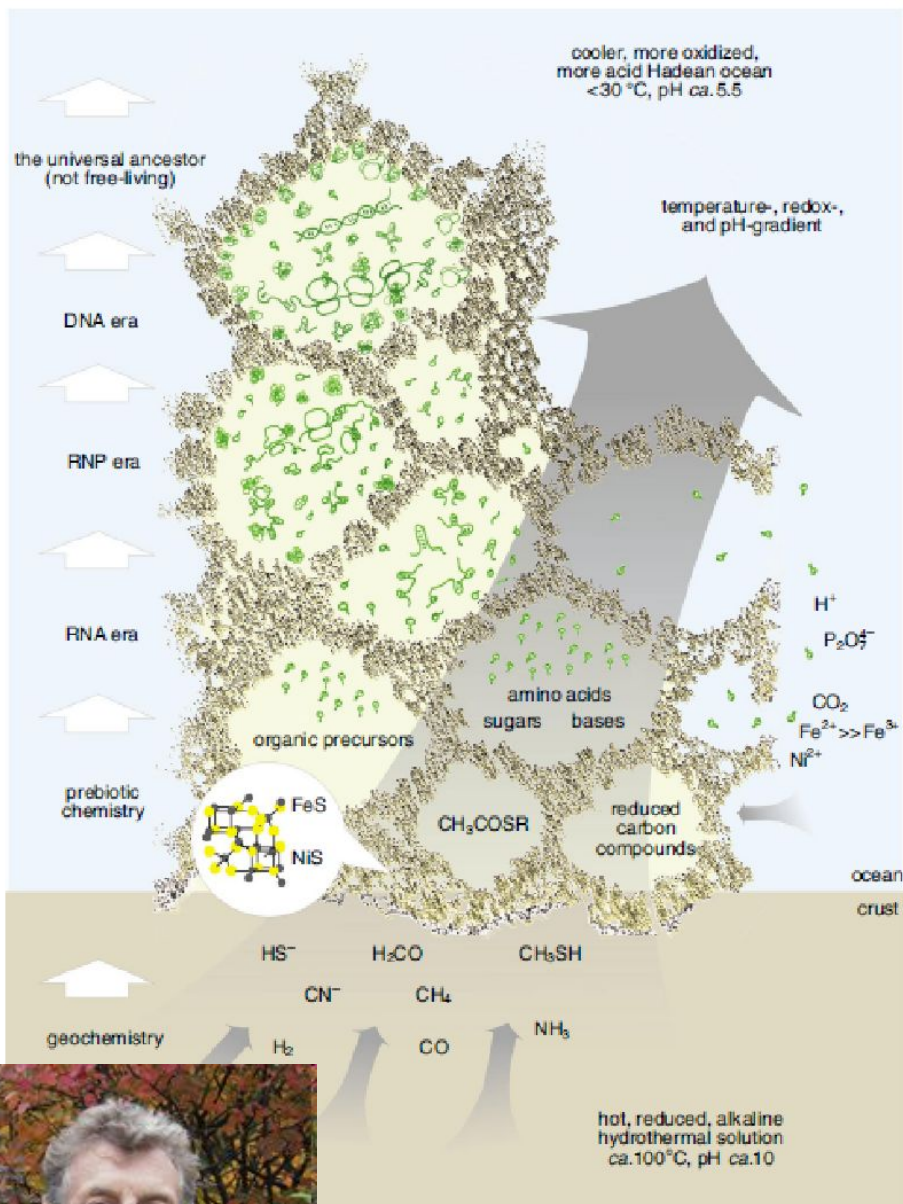 cooler, more oxidized,
more acid Hadean ocean
<30 °C, pH ca. 5.5
the universal ancestor
(not free-living)
temperature-, redox-,
and pH-gradient
DNA era
RNP era
RNA era
H⁺
P₂O₇⁴⁻
CO₂
Fe²⁺>>Fe³⁺
Ni²⁺
amino acids
sugars bases
organic precursors
prebiotic
chemistry
FeS
NiS
CH₃COSR
reduced
carbon
compounds
ocean
crust
HS⁻ H₂CO CH₃SH
CN⁻ CH₄
geochemistry
NH₃
H₂ CO
hot, reduced, alkaline
hydrothermal solution
ca. 100°C, pH ca. 10